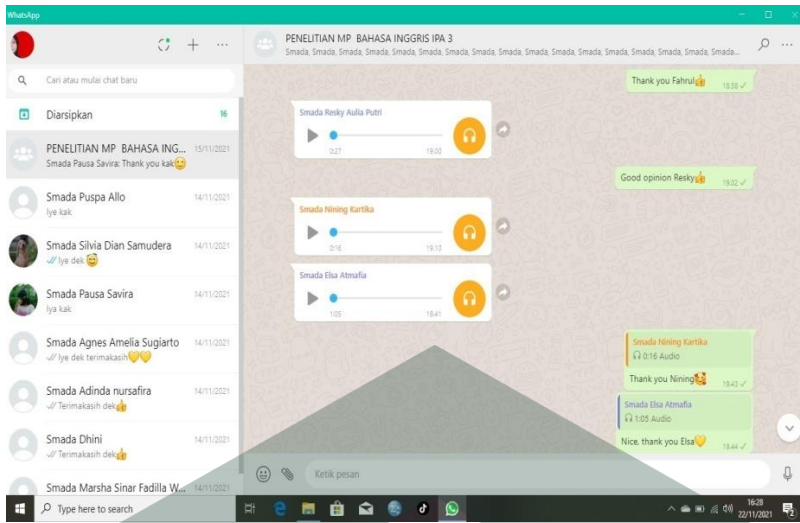 WhatsApp
Cari atau mulai chat baru
Diarsipkan 16
PENELITIAN MP BAHASA ING... 15/11/2021
Smada Pausa Savira: Thank you kak
Smada Puspa Allo 14/11/2021
Iye kak
Smada Silvia Dian Samudera 14/11/2021
Iye dek
Smada Pausa Savira 14/11/2021
Iya kak
Smada Agnes Amelia Sugiarto 14/11/2021
Iye dek terimakasih
Smada Adinda nursafira 14/11/2021
Terimakasih dek
Smada Dhini 14/11/2021
Terimakasih dek
Smada Marsha Sinar Fadilla W... 14/11/2021
PENELITIAN MP BAHASA INGGRIS IPA 3
Smada, Smada, Smada, Smada, Smada, Smada, Smada, Smada, Smada, Smada, Smada, Smada, Smada, Smada, Smada, Smada, Smada...
Thank you Fahrul 18.58
Smada Resky Aulia Putri
0:27 19.00
Good opinion Resky 19.02
Smada Nining Kartika
0:16 19.13
Smada Elsa Atmafia
1:05 18.41
Smada Nining Kartika
0:16 Audio
Thank you Nining 19.43
Smada Elsa Atmafia
1:05 Audio
Nice, thank you Elsa 18.44
Ketik pesan
Type here to search
16:28
22/11/2021